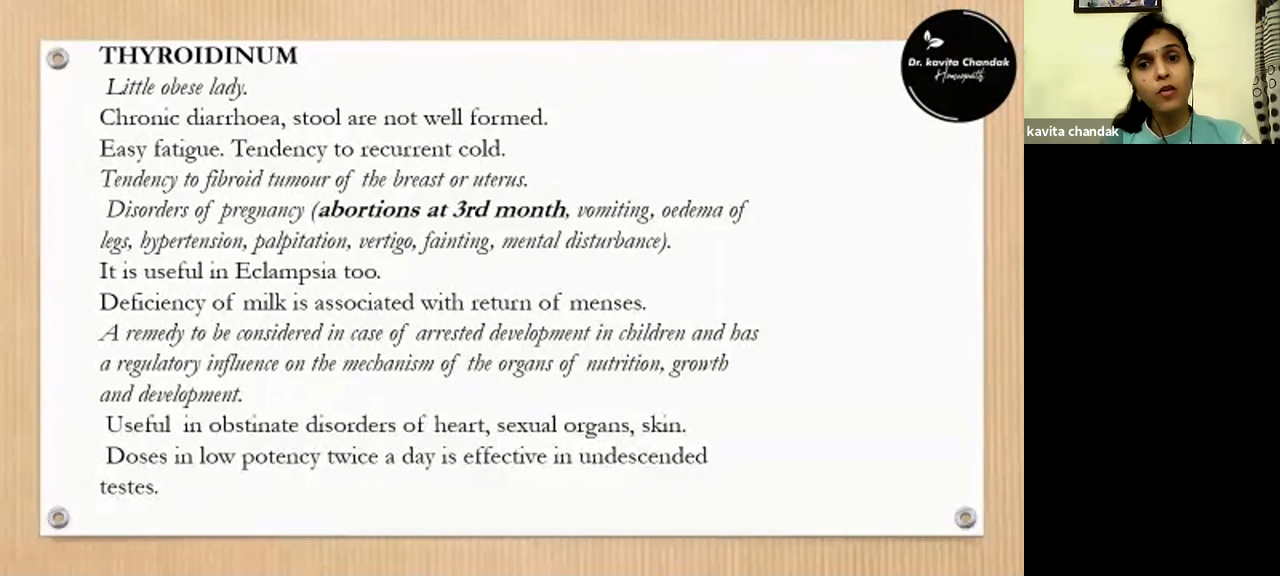 THYROIDINUM
Little obese lady.
Chronic diarrhoea, stool are not well formed.
Easy fatigue. Tendency to recurrent cold.
Tendency to fibroid tumour of the breast or uterus.
Disorders of pregnancy (abortions at 3rd month, vomiting, oedema of
legs, hypertension, palpitation, vertigo, fainting, mental disturbance).
It is useful in Eclampsia too.
Deficiency of milk is associated with return of menses.
A remedy to be considered in case of arrested development in children and has
a regulatory influence on the mechanism of the organs of nutrition, growth
and development.
Useful in obstinate disorders of heart, sexual organs, skin.
Doses in low potency twice a day is effective in undescended
testes.
Dr. kavita Chandak
kavita chandak